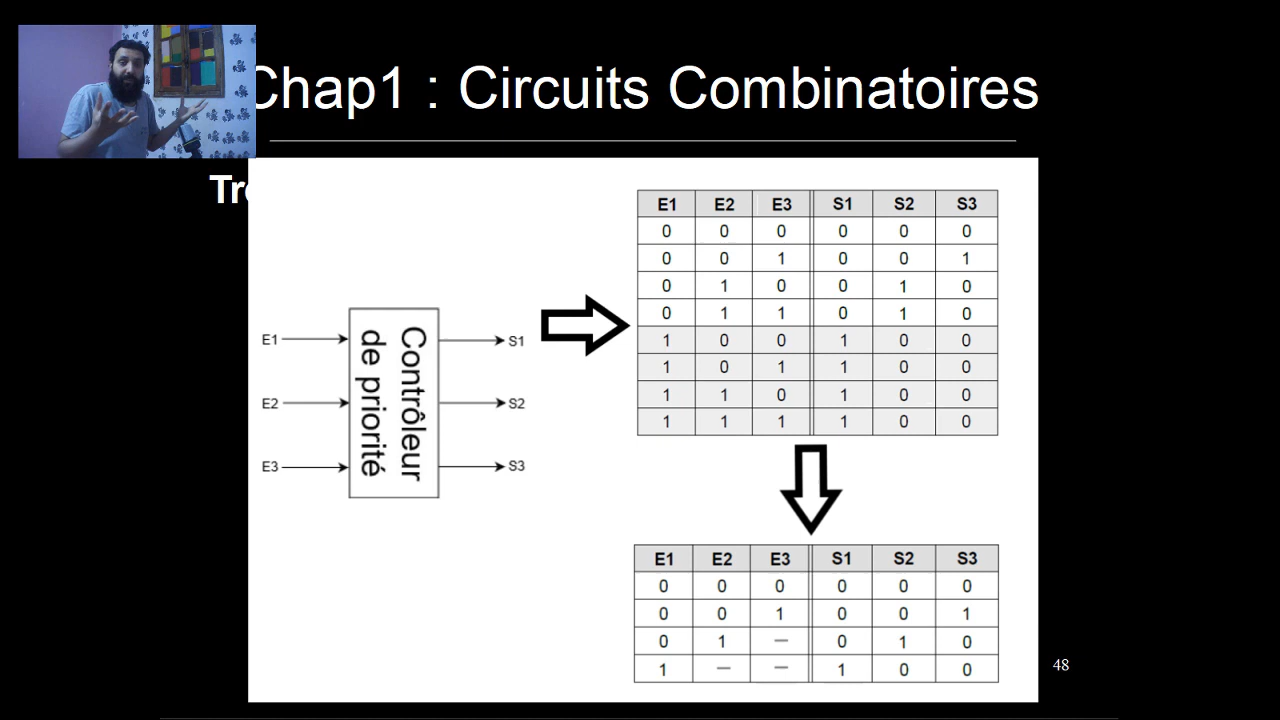 Chap1 : Circuits Combinatoires
E1
E2
E3
Contrôleur
de priorité
S1
S2
S3
E1 E2 E3 S1 S2 S3
0 0 0 0 0 0
0 0 1 0 0 1
0 1 0 0 1 0
0 1 1 0 1 0
1 0 0 1 0 0
1 0 1 1 0 0
1 1 0 1 0 0
1 1 1 1 0 0
E1 E2 E3 S1 S2 S3
0 0 0 0 0 0
0 0 1 0 0 1
0 1 – 0 1 0
1 – – 1 0 0
48